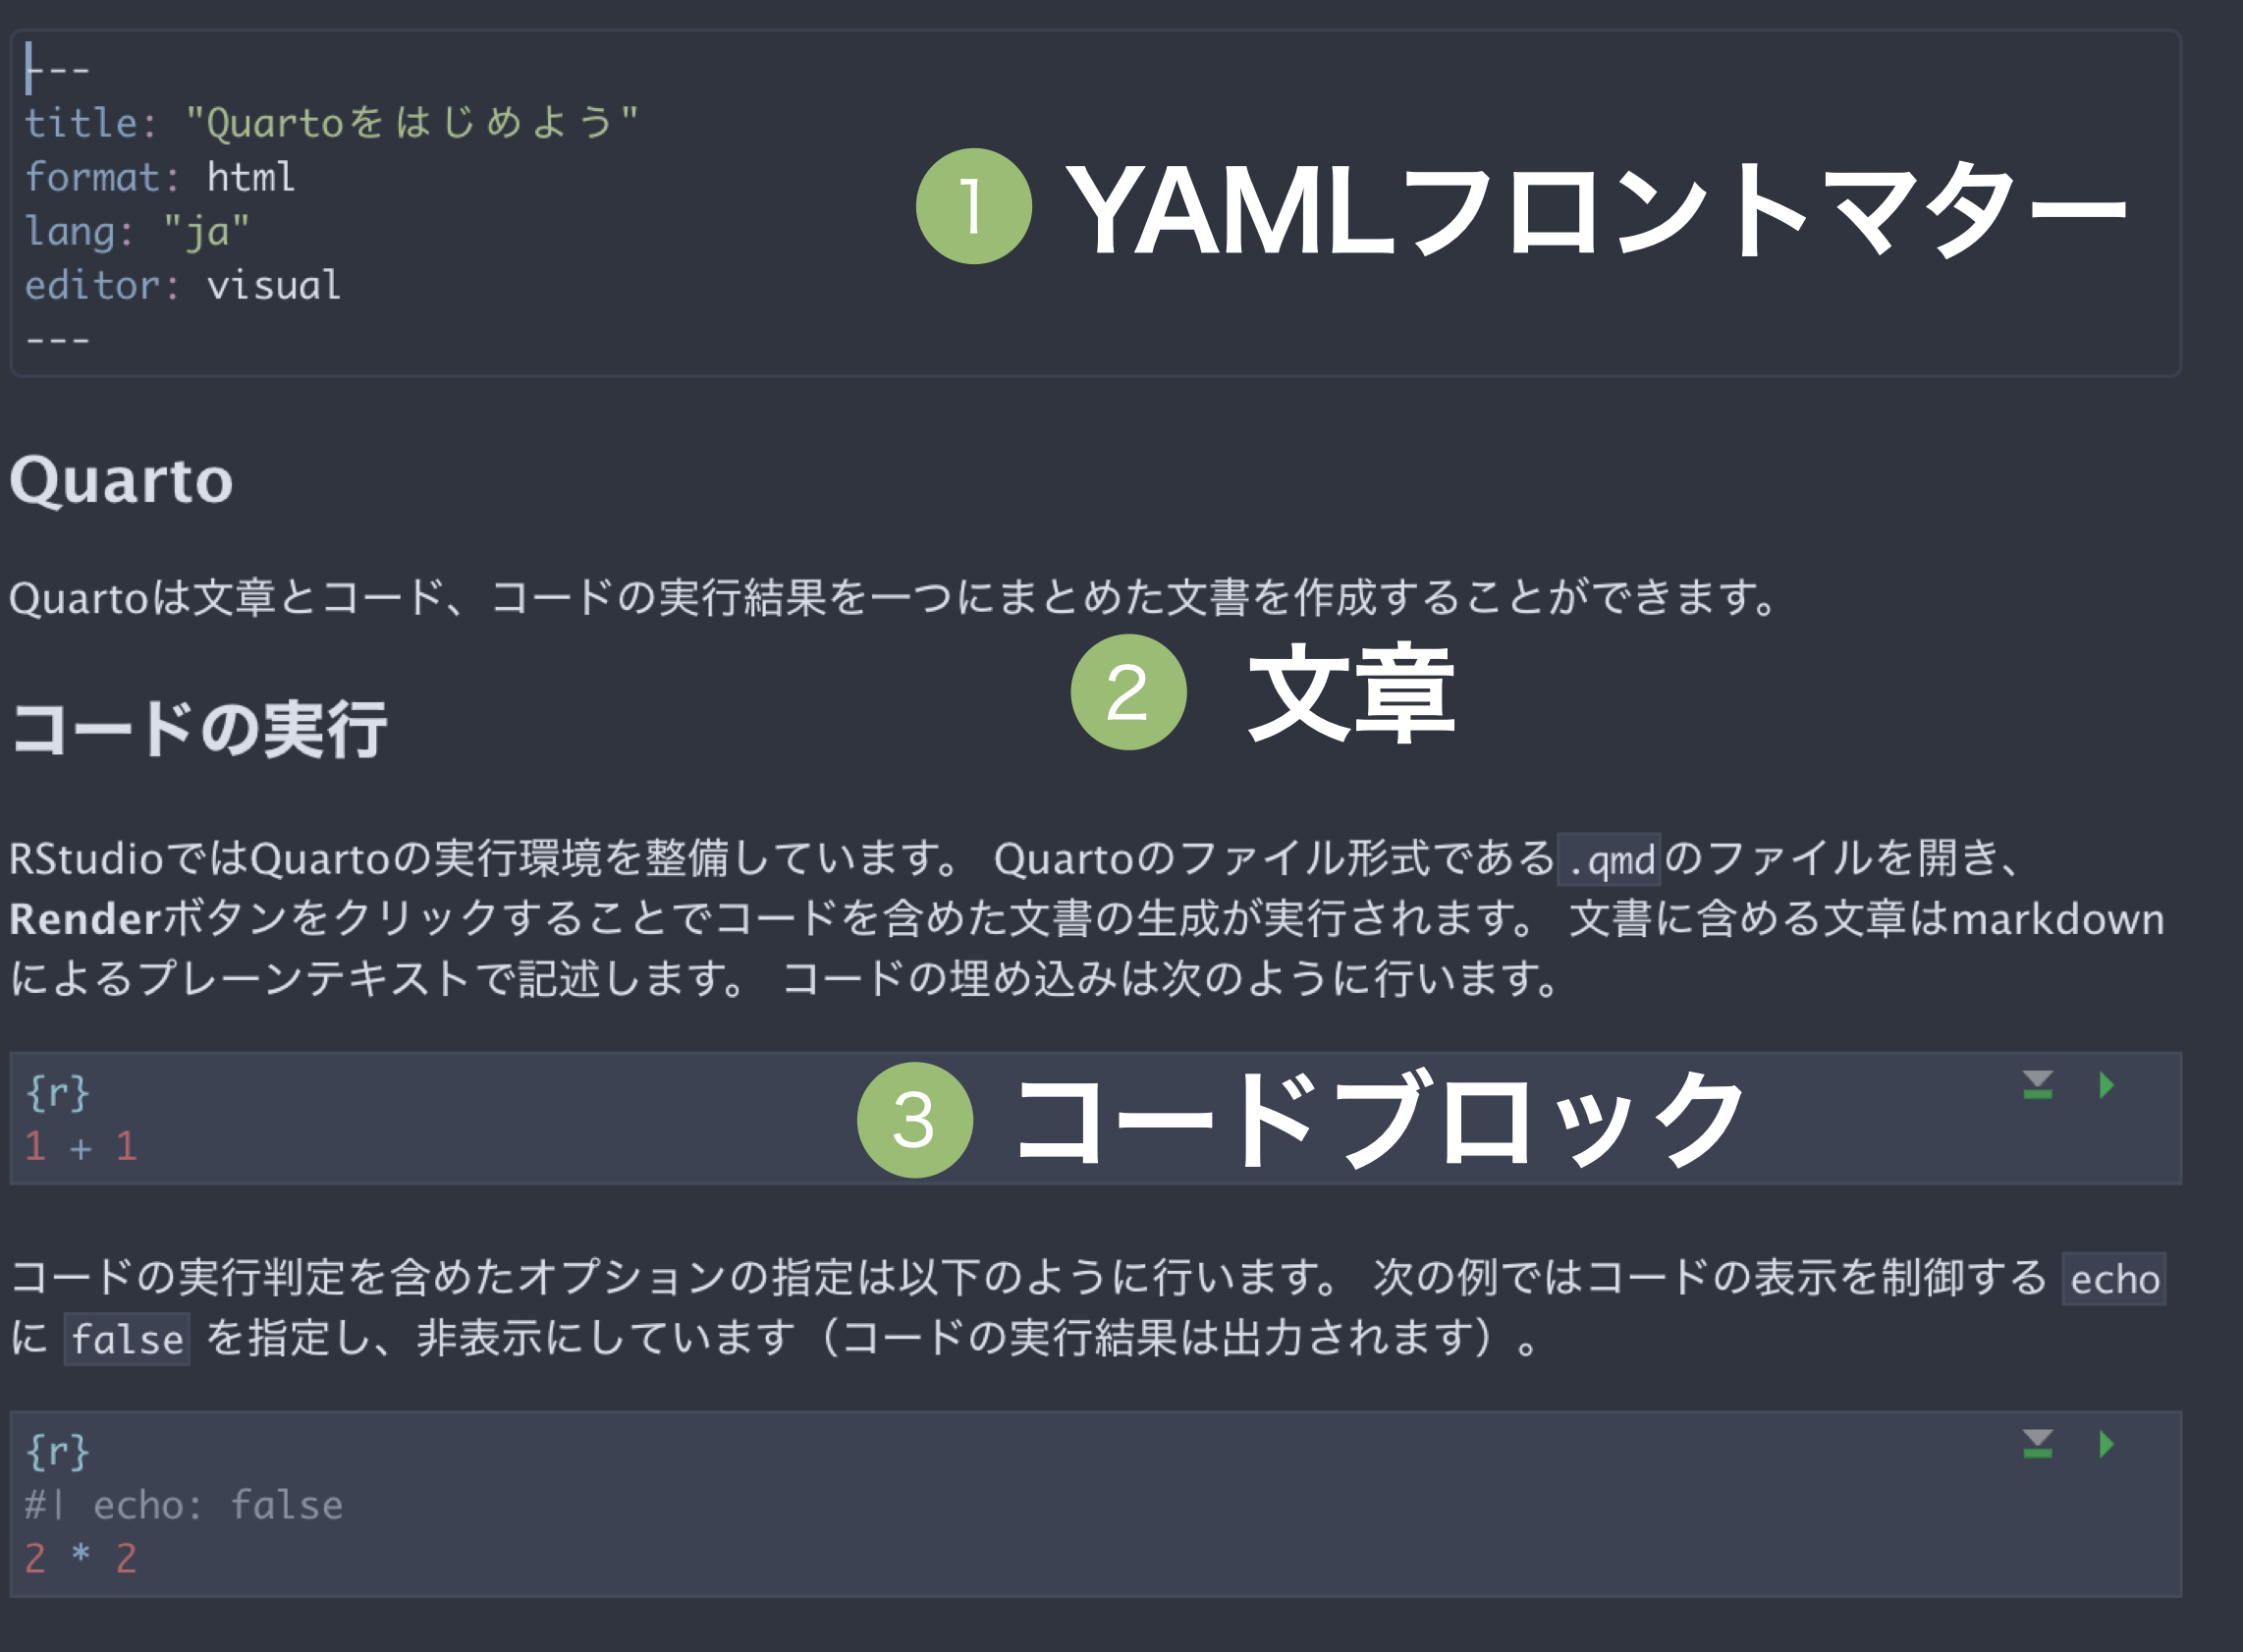 ---
title: "Quartoをはじめよう"
format: html
lang: "ja"
editor: visual
---
1 YAMLフロントマター
Quarto
Quartoは文章とコード、コードの実行結果を一つにまとめた文書を作成することができます。
2 文章
コードの実行
RStudioではQuartoの実行環境を整備しています。 Quartoのファイル形式である.qmdのファイルを開き、
Renderボタンをクリックすることでコードを含めた文書の生成が実行されます。 文書に含める文章はmarkdown
によるプレーンテキストで記述します。 コードの埋め込みは次のように行います。
{r}
1 + 1
3 コードブロック
コードの実行判定を含めたオプションの指定は以下のように行います。 次の例ではコードの表示を制御する echo
に false を指定し、非表示にしています（コードの実行結果は出力されます）。
{r}
#| echo: false
2 * 2